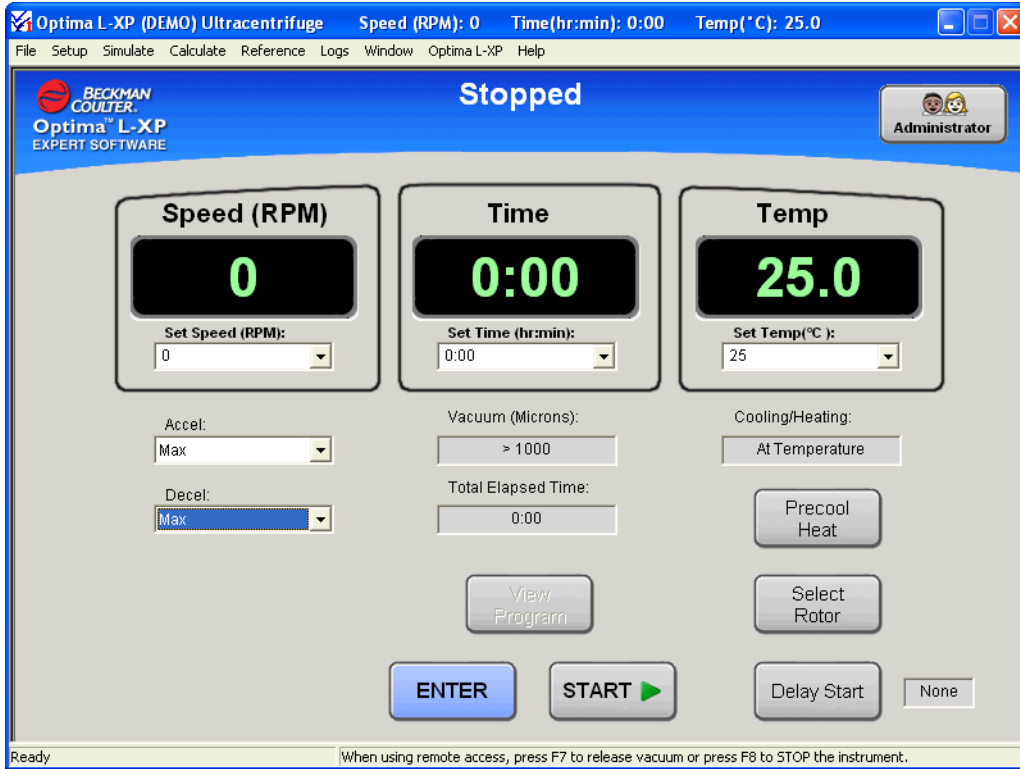 Optima L-XP (DEMO) Ultracentrifuge Speed (RPM): 0 Time(hr:min): 0:00 Temp(˚C): 25.0
File Setup Simulate Calculate Reference Logs Window Optima L-XP Help
BECKMAN
COULTER.
Optima™ L-XP
EXPERT SOFTWARE
Stopped
Administrator
Speed (RPM)
0
Set Speed (RPM):
0
Time
0:00
Set Time (hr:min):
0:00
Temp
25.0
Set Temp(°C ):
25
Accel:
Max
Decel:
Max
Vacuum (Microns):
> 1000
Total Elapsed Time:
0:00
Cooling/Heating:
At Temperature
Precool
Heat
View
Program
Select
Rotor
ENTER
START
Delay Start
None
Ready
When using remote access, press F7 to release vacuum or press F8 to STOP the instrument.